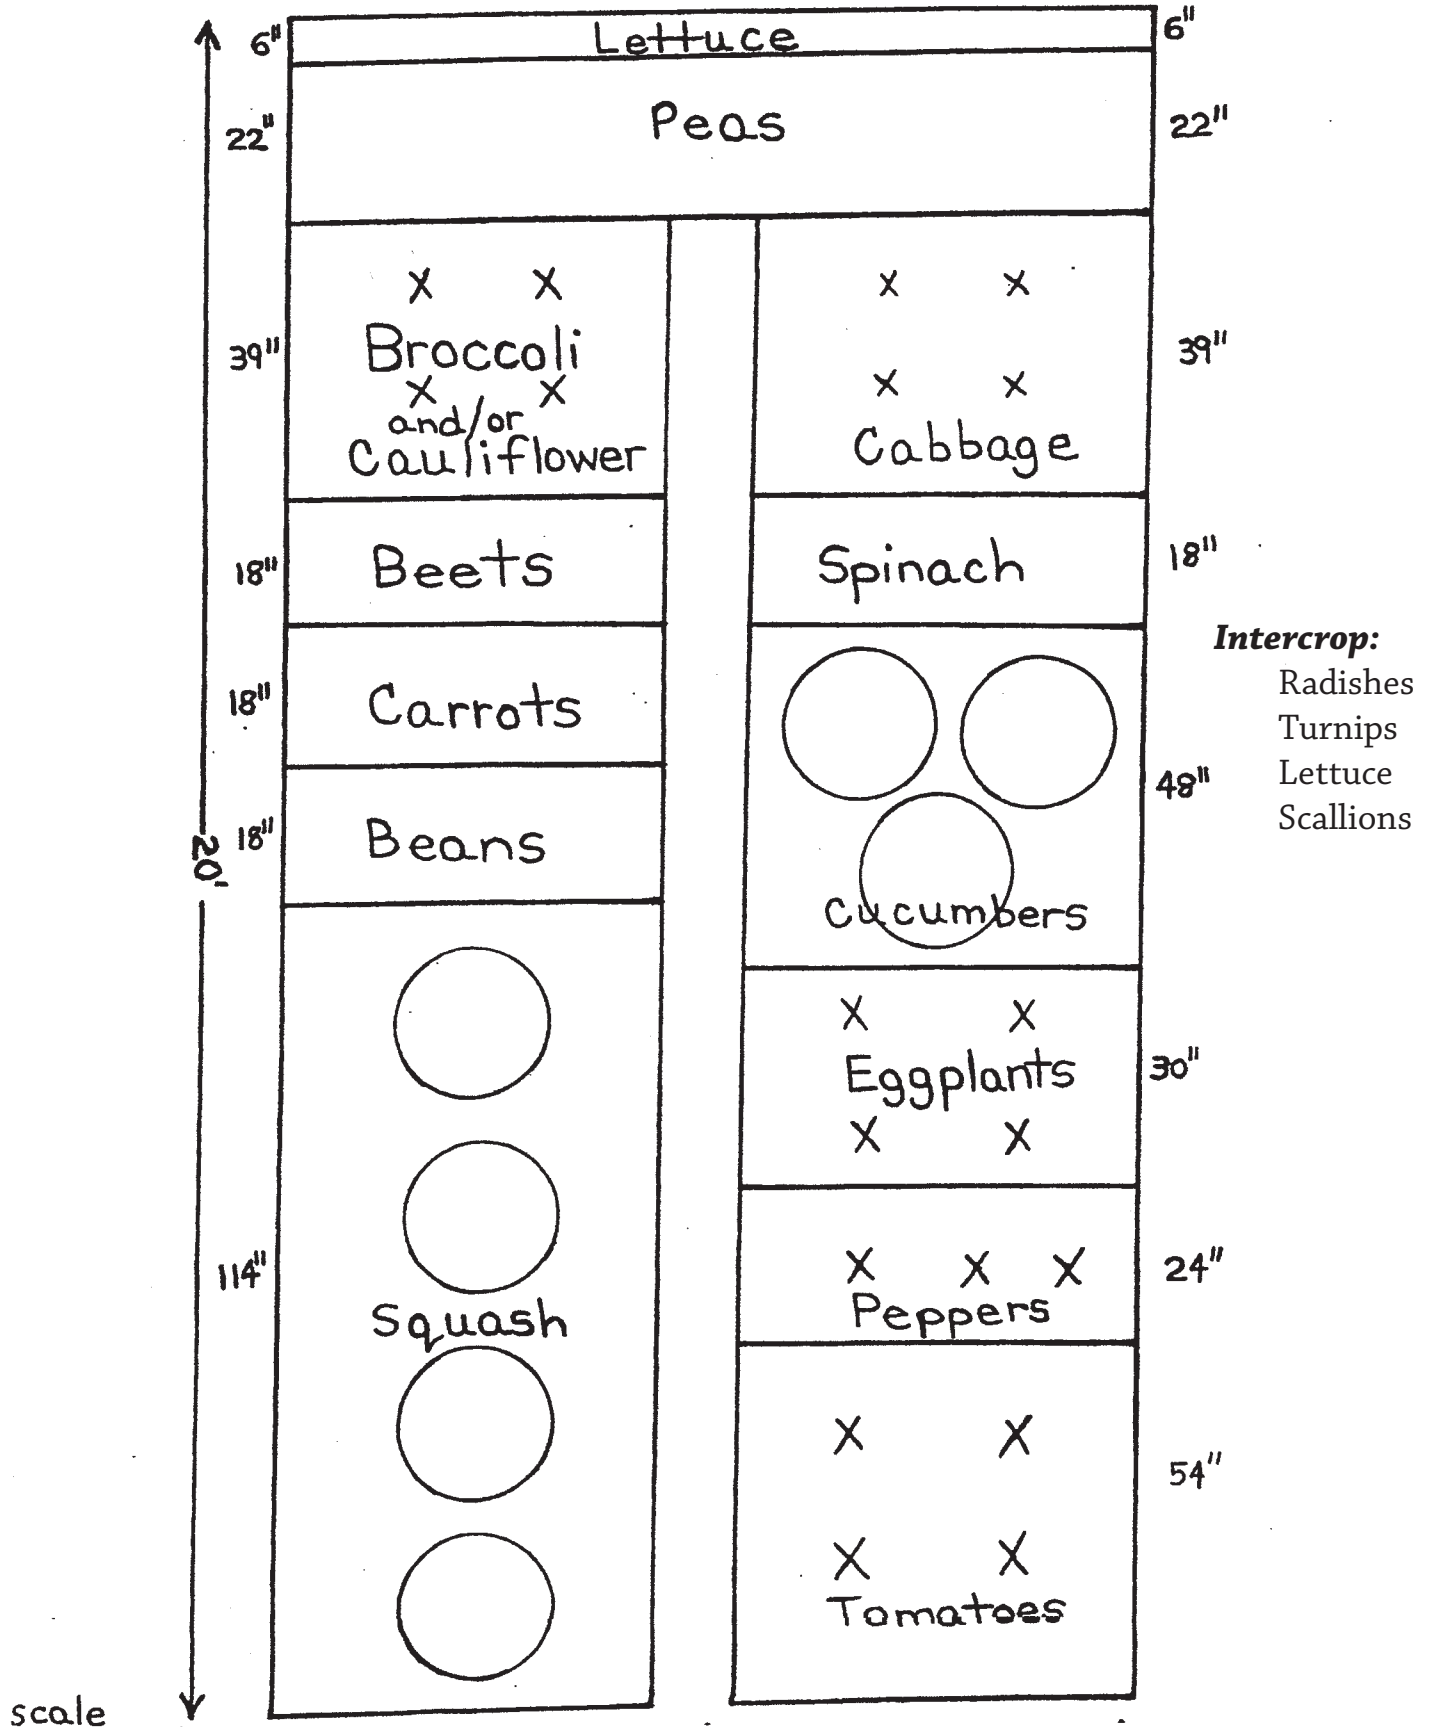 6" Lettuce 6"
22" Peas 22"
X X
39" Broccoli
X X
and/or
Cauliflower
X X
39"
X X
Cabbage
18" Beets
Spinach 18"
18" Carrots
18" Beans
20'
Cucumbers 48"
Intercrop:
Radishes
Turnips
Lettuce
Scallions
114" Squash
X X
Eggplants 30"
X X
X X X 24"
Peppers
X X
54"
X X
Tomatoes
scale